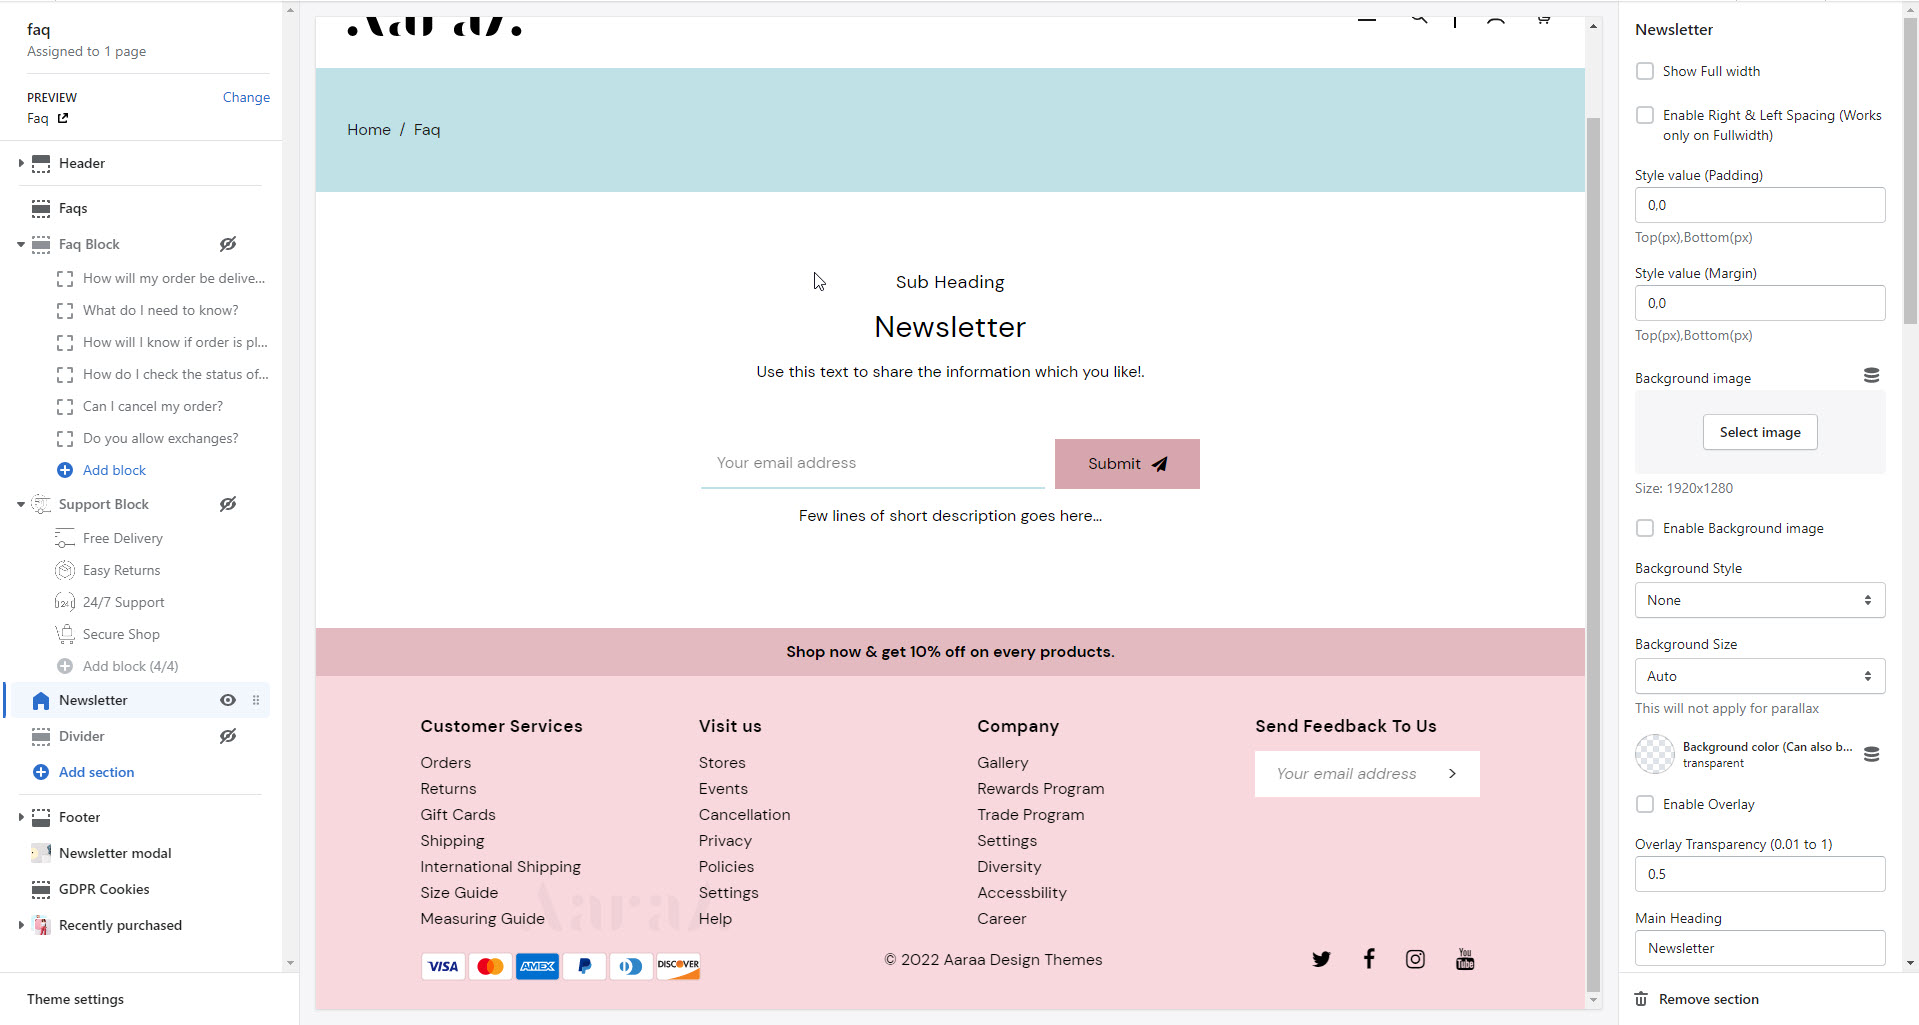 faq
Assigned to 1 page
PREVIEW
Change
Faq
Header
Faqs
Faq Block
How will my order be delive...
What do I need to know?
How will I know if order is pl...
How do I check the status of...
Can I cancel my order?
Do you allow exchanges?
Add block
Support Block
Free Delivery
Easy Returns
24/7 Support
Secure Shop
Add block (4/4)
Newsletter
Divider
Add section
Footer
Newsletter modal
GDPR Cookies
Recently purchased
Theme settings
Aaraa.
Home / Faq
Sub Heading
Newsletter
Use this text to share the information which you like!.
Your email address
Submit
Few lines of short description goes here...
Shop now & get 10% off on every products.
Customer Services
Orders
Returns
Gift Cards
Shipping
International Shipping
Size Guide
Measuring Guide
Visit us
Stores
Events
Cancellation
Privacy
Policies
Settings
Help
Company
Gallery
Rewards Program
Trade Program
Settings
Diversity
Accessbility
Career
Send Feedback To Us
Your email address
VISA
AMEX
DISCOVER
© 2022 Aaraa Design Themes
You
Tube
Newsletter
Show Full width
Enable Right & Left Spacing (Works
only on Fullwidth)
Style value (Padding)
0,0
Top(px),Bottom(px)
Style value (Margin)
0,0
Top(px),Bottom(px)
Background image
Select image
Size: 1920x1280
Enable Background image
Background Style
None
Background Size
Auto
This will not apply for parallax
Background color (Can also b...
transparent
Enable Overlay
Overlay Transparency (0.01 to 1)
0.5
Main Heading
Newsletter
Remove section